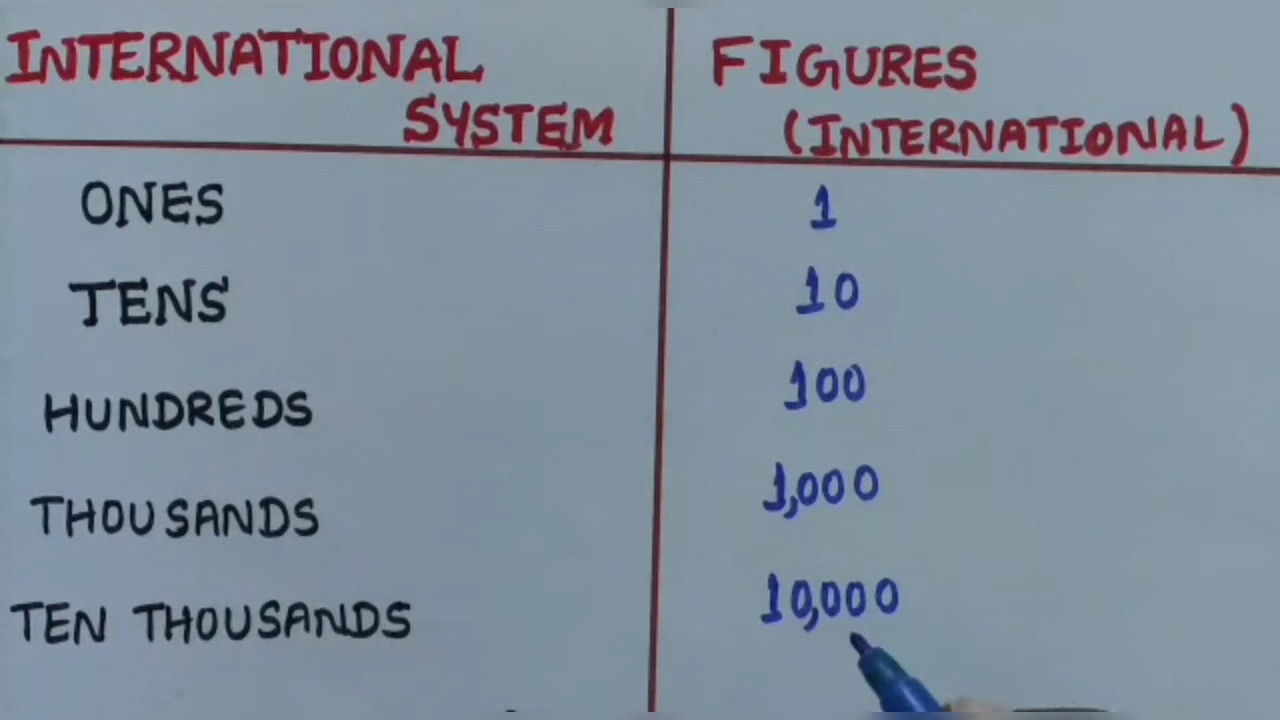 INTERNATIONAL
SYSTEM
FIGURES
(INTERNATIONAL)
ONES 1
TENS 10
HUNDREDS 100
THOUSANDS 1,000
TEN THOUSANDS 10,000